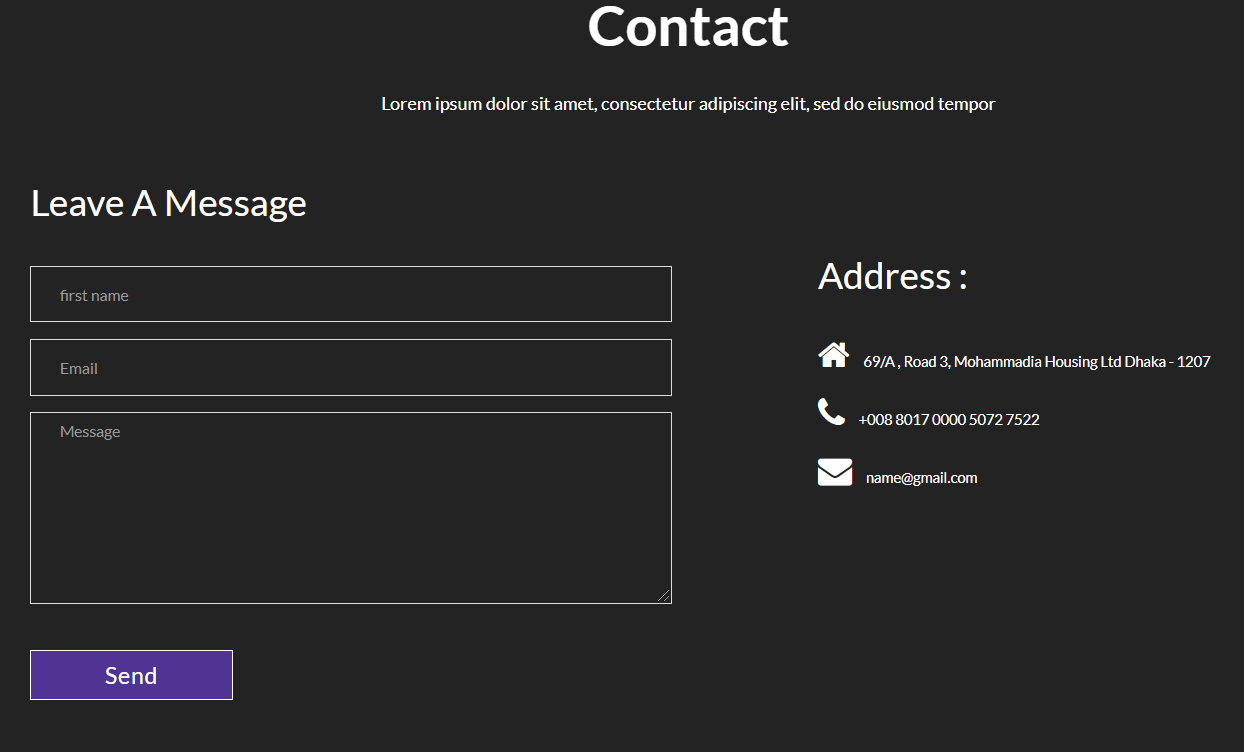 Contact
Lorem ipsum dolor sit amet, consectetur adipiscing elit, sed do eiusmod tempor
Leave A Message
first name
Email
Message
Send
Address :
69/A , Road 3, Mohammadia Housing Ltd Dhaka - 1207
+008 8017 0000 5072 7522
name@gmail.com